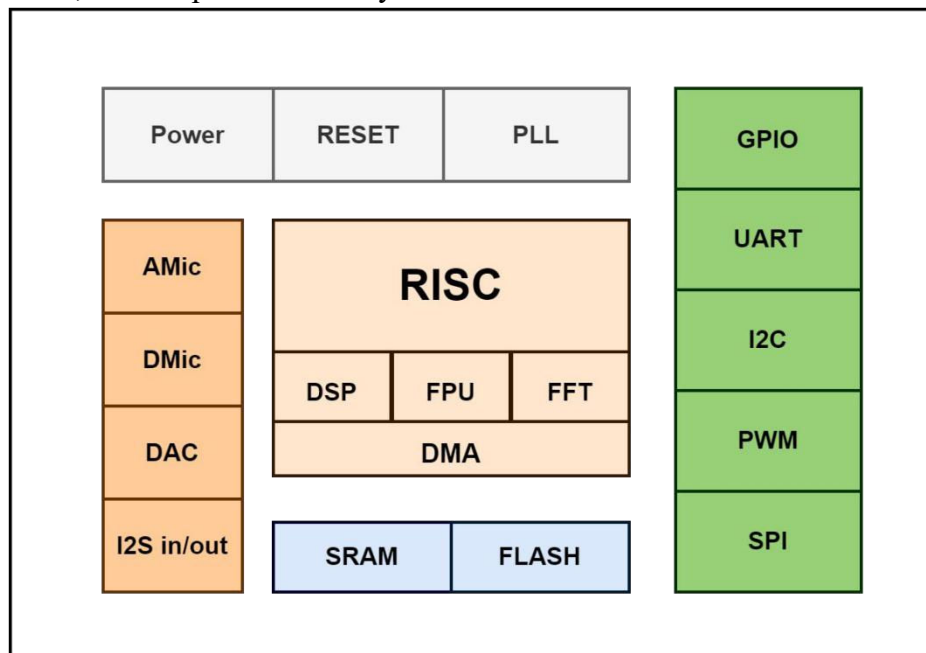 Power RESET PLL
GPIO
UART
I2C
PWM
SPI
AMic
DMic
DAC
I2S in/out
RISC
DSP FPU FFT
DMA
SRAM FLASH